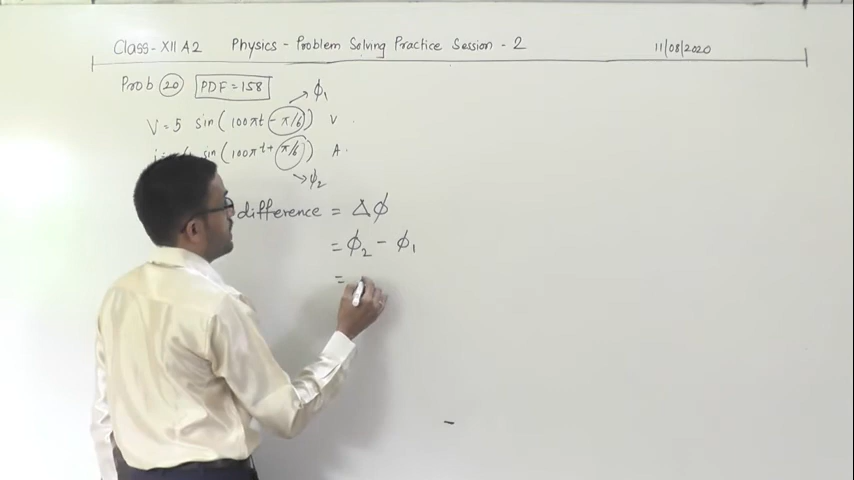 Class-XII A2 Physics - Problem Solving Practice Session - 2 11/08/2020
Prob 20 PDF = 158
ϕ₁
V = 5 sin(100πt - π/6) V.
sin(100πt + π/6) A.
ϕ₂
difference = Δϕ
= ϕ₂ - ϕ₁
=